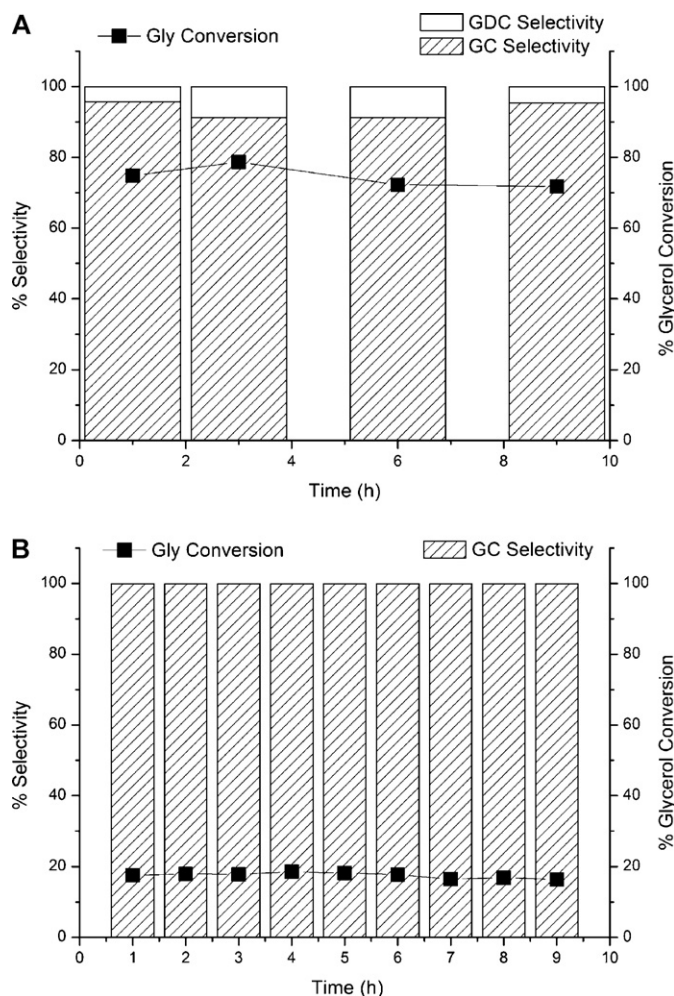 A
Gly Conversion
GDC Selectivity
GC Selectivity
100
80
60
40
20
0
% Selectivity
100
80
60
40
20
0
% Glycerol Conversion
0 2 4 6 8 10
Time (h)
B
Gly Conversion
GC Selectivity
100
80
60
40
20
0
% Selectivity
100
80
60
40
20
0
% Glycerol Conversion
0 1 2 3 4 5 6 7 8 9 10
Time (h)